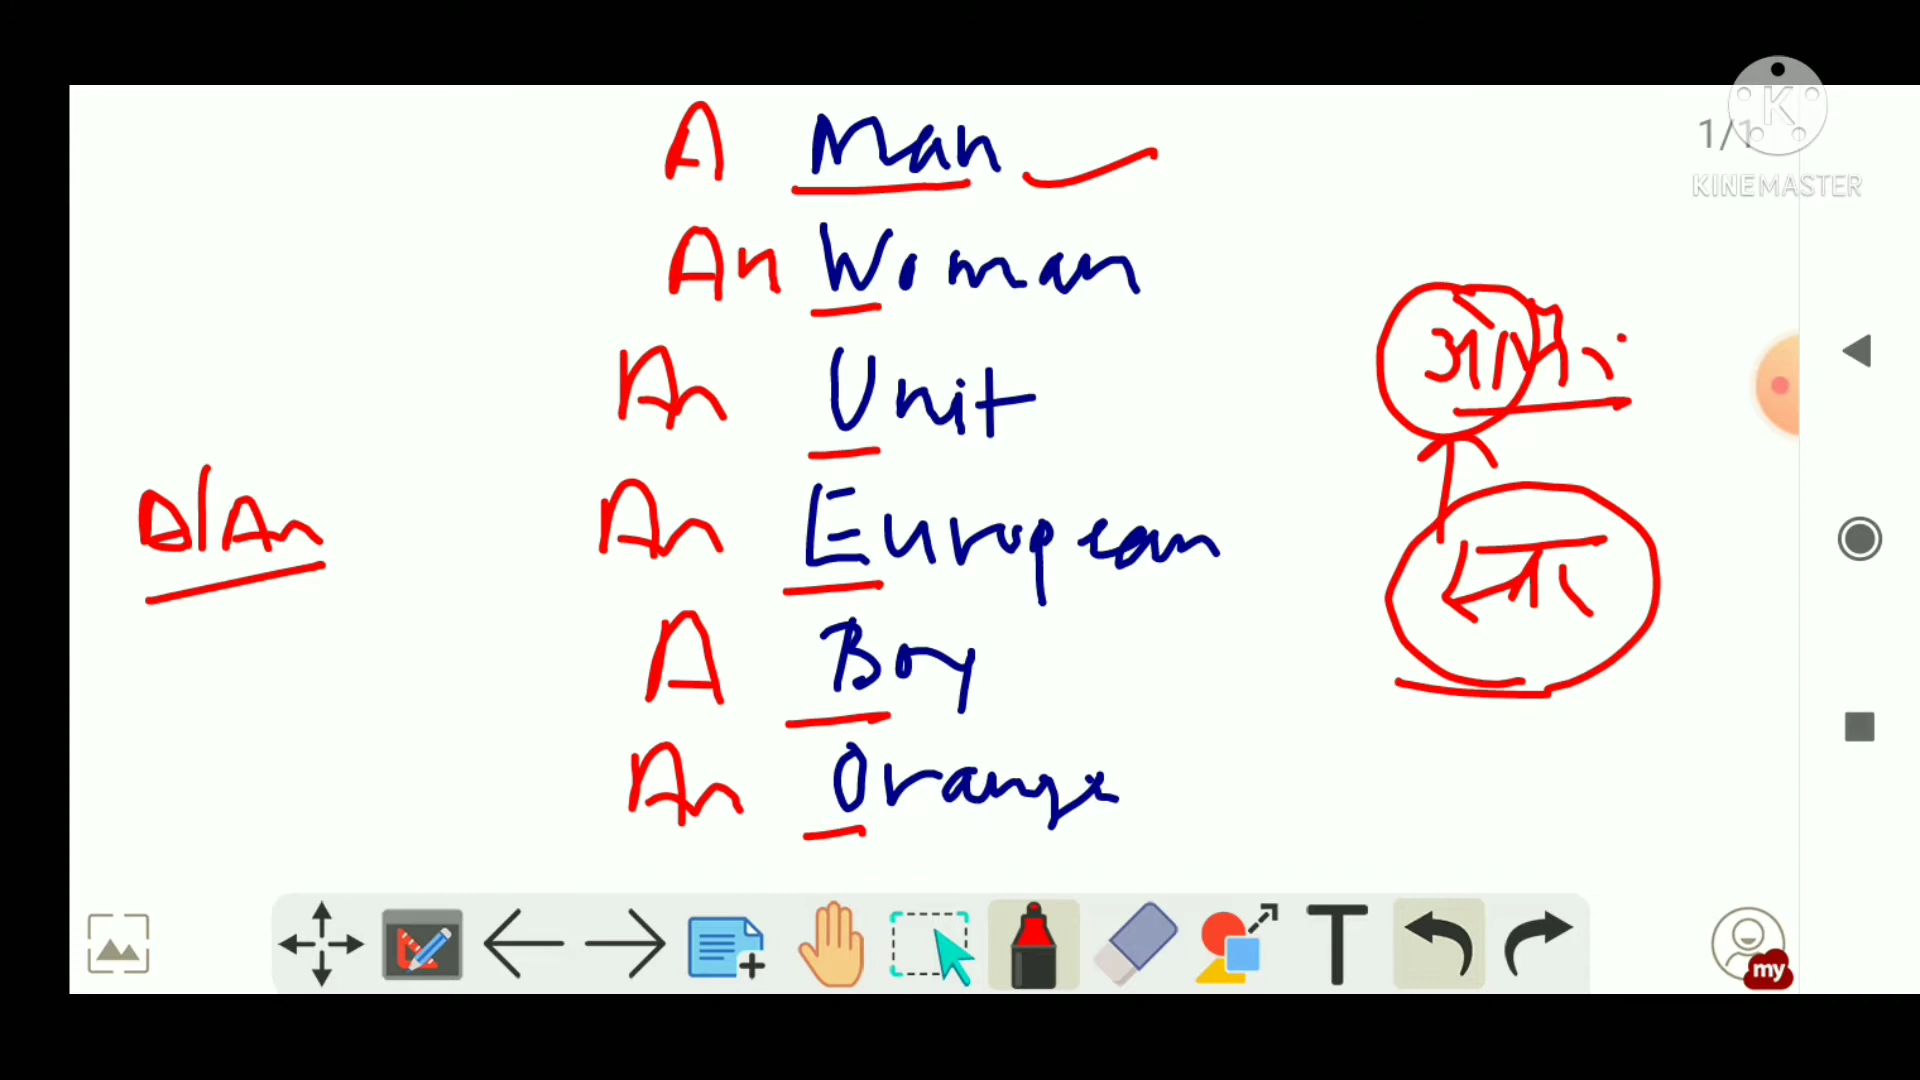 A Man
An Woman
An Unit
An European
A Boy
An Orange
A/An
1/1
KINEMASTER
T
my